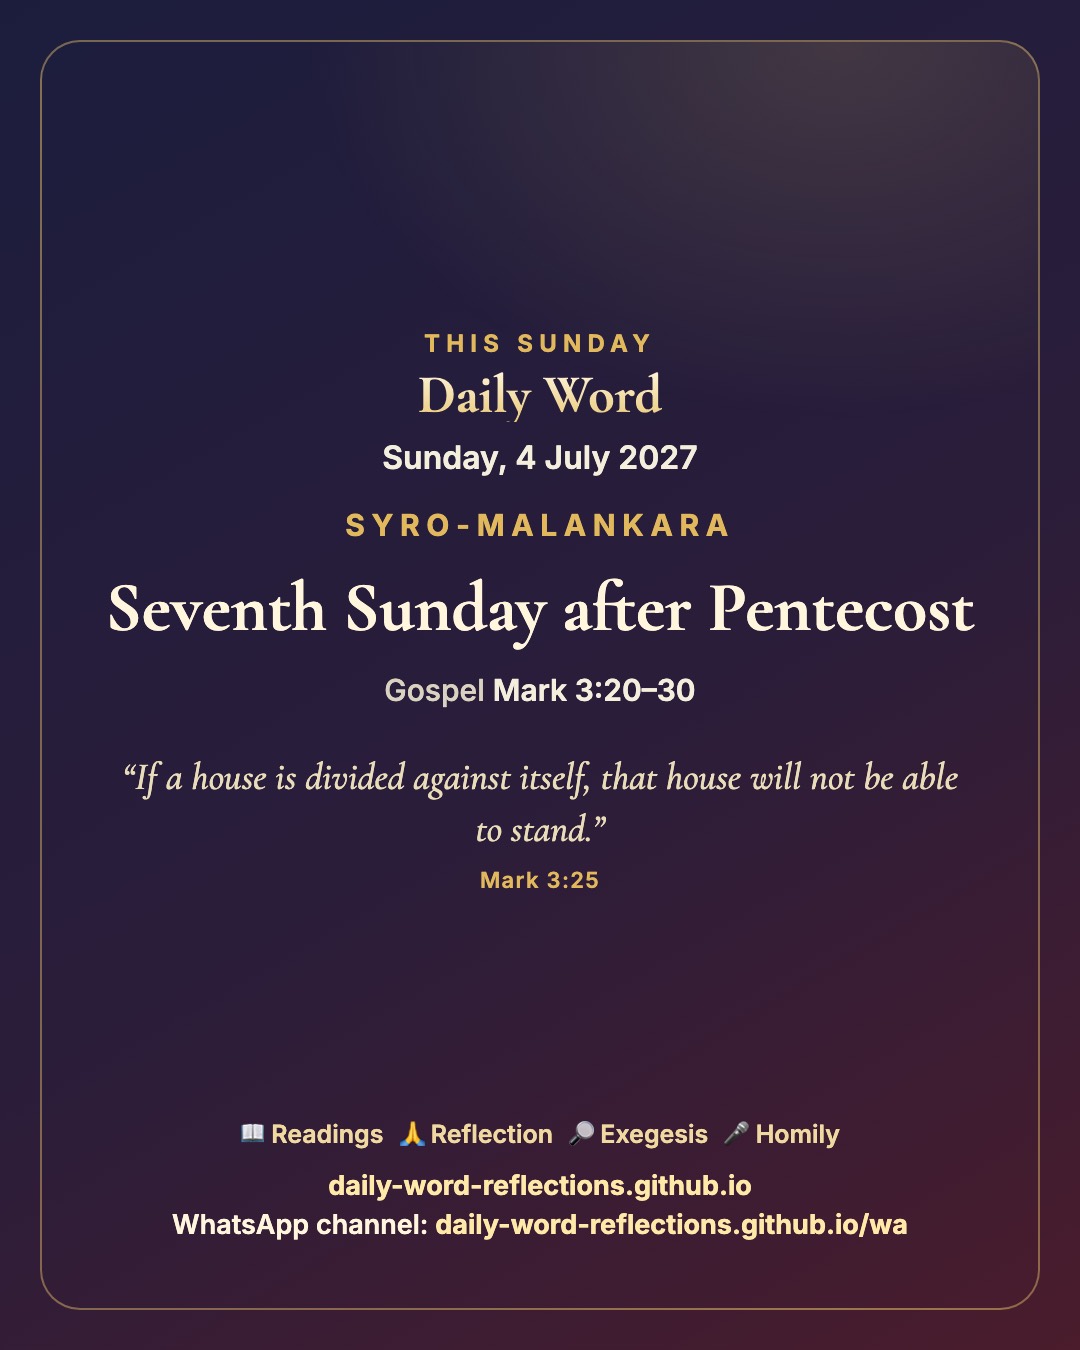 THIS SUNDAY
Daily Word
Sunday, 4 July 2027
SYRO-MALANKARA
Seventh Sunday after Pentecost
Gospel Mark 3:20–30
“If a house is divided against itself, that house will not be able
to stand.”
Mark 3:25
📖 Readings 🙏 Reflection 🔎 Exegesis 🎤 Homily
daily-word-reflections.github.io
WhatsApp channel: daily-word-reflections.github.io/wa